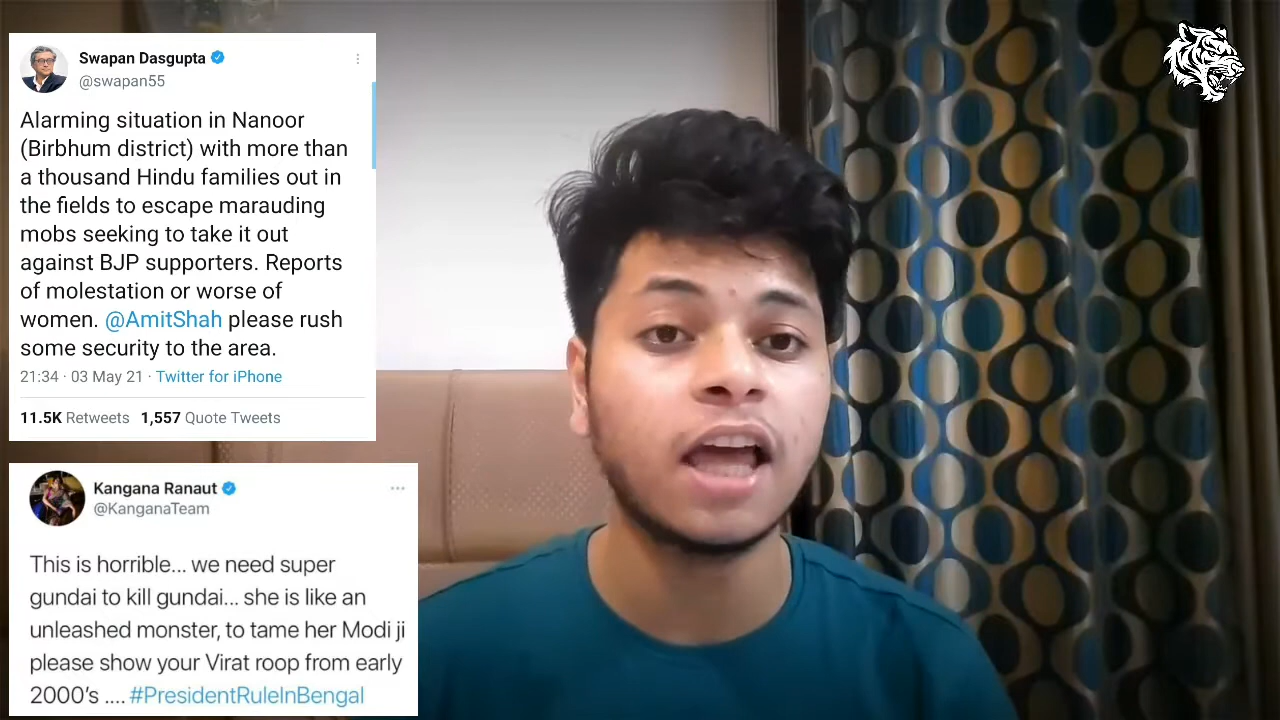 Swapan Dasgupta
@swapan55
Alarming situation in Nanoor
(Birbhum district) with more than
a thousand Hindu families out in
the fields to escape marauding
mobs seeking to take it out
against BJP supporters. Reports
of molestation or worse of
women. @AmitShah please rush
some security to the area.
21:34 · 03 May 21 · Twitter for iPhone
11.5K Retweets 1,557 Quote Tweets
Kangana Ranaut
@KanganaTeam
This is horrible... we need super
gundai to kill gundai... she is like an
unleashed monster, to tame her Modi ji
please show your Virat roop from early
2000's .... #PresidentRuleInBengal